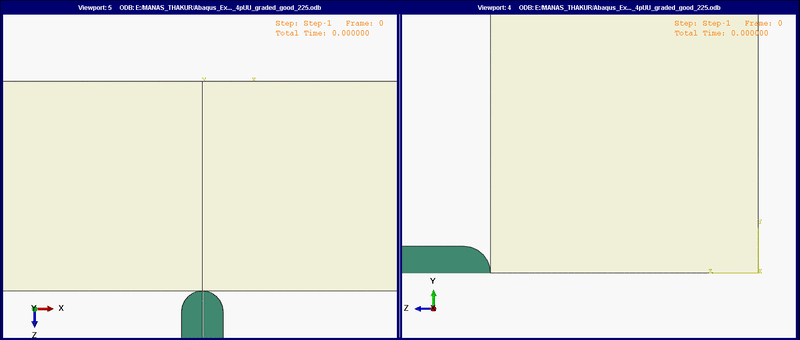 Viewport: 5 ODB: E:/MANAS_THAKUR/Abaqus_Ex..._4pUU_graded_good_225.odb
Step: Step-1 Frame: 0
Total Time: 0.000000
Y X
Y X
Z
Viewport: 4 ODB: E:/MANAS_THAKUR/Abaqus_Ex..._4pUU_graded_good_225.odb
Step: Step-1 Frame: 0
Total Time: 0.000000
Y
Z X
Y
Z X